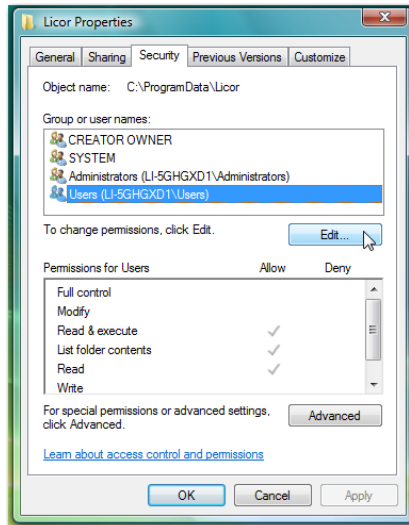 Licor Properties
General Sharing Security Previous Versions Customize
Object name: C:\ProgramData\Licor
Group or user names:
CREATOR OWNER
SYSTEM
Administrators (LI-5GHGXD1\Administrators)
Users (LI-5GHGXD1\Users)
To change permissions, click Edit. Edit...
Permissions for Users Allow Deny
Full control
Modify
Read & execute
List folder contents
Read
Write
For special permissions or advanced settings,
click Advanced. Advanced
Learn about access control and permissions
OK Cancel Apply